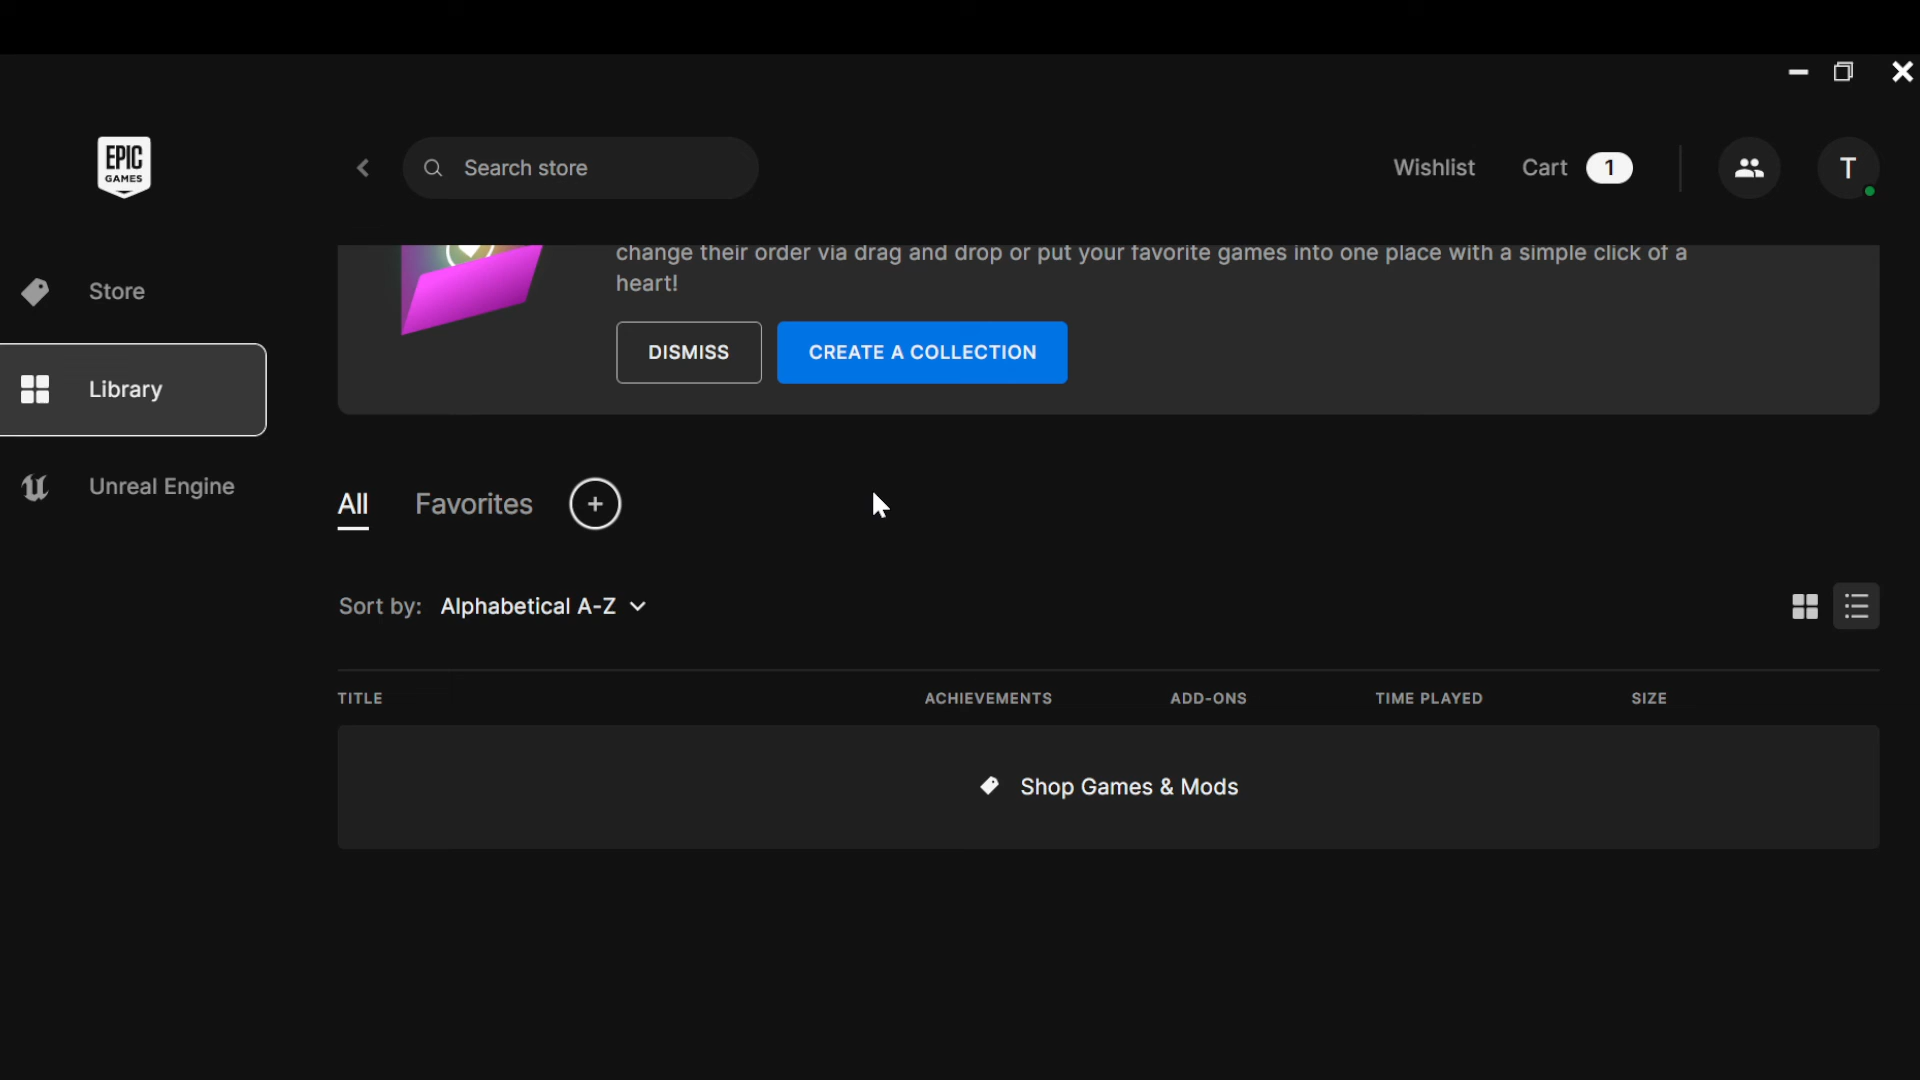 EPIC
GAMES
Search store
Wishlist
Cart 1
T
Store
Library
Unreal Engine
change their order via drag and drop or put your favorite games into one place with a simple click of a
heart!
DISMISS
CREATE A COLLECTION
All
Favorites
+
Sort by: Alphabetical A-Z
TITLE ACHIEVEMENTS ADD-ONS TIME PLAYED SIZE
Shop Games & Mods